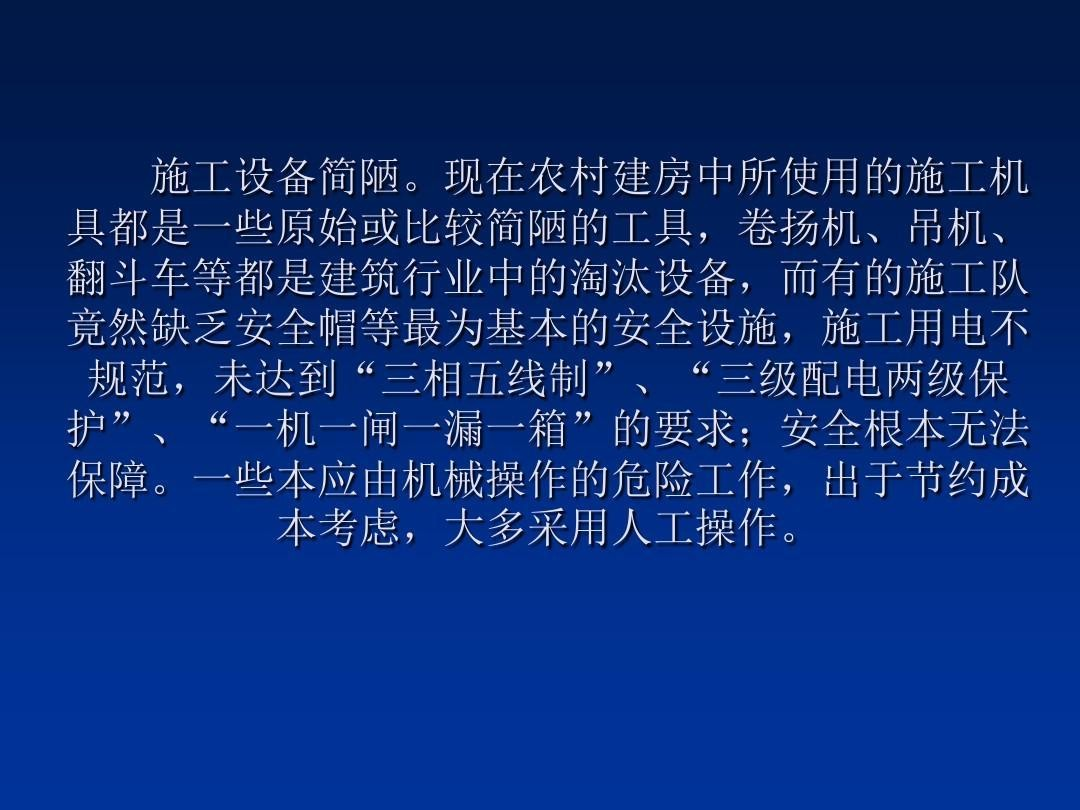 施工设备简陋。现在农村建房中所使用的施工机
具都是一些原始或比较简陋的工具，卷扬机、吊机、
翻斗车等都是建筑行业中的淘汰设备，而有的施工队
竟然缺乏安全帽等最为基本的安全设施，施工用电不
规范，未达到“三相五线制”、“三级配电两级保
护”、“一机一闸一漏一箱”的要求；安全根本无法
保障。一些本应由机械操作的危险工作，出于节约成
本考虑，大多采用人工操作。